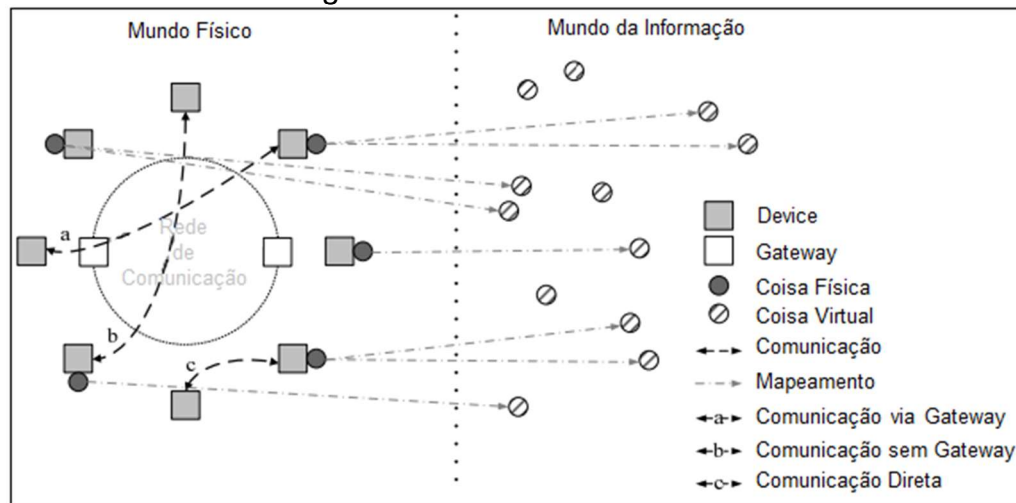 Mundo Físico
Mundo da Informação
a
Rede
de
Comunicação
b
c
Device
Gateway
Coisa Física
Coisa Virtual
Comunicação
Mapeamento
a Comunicação via Gateway
b Comunicação sem Gateway
c Comunicação Direta